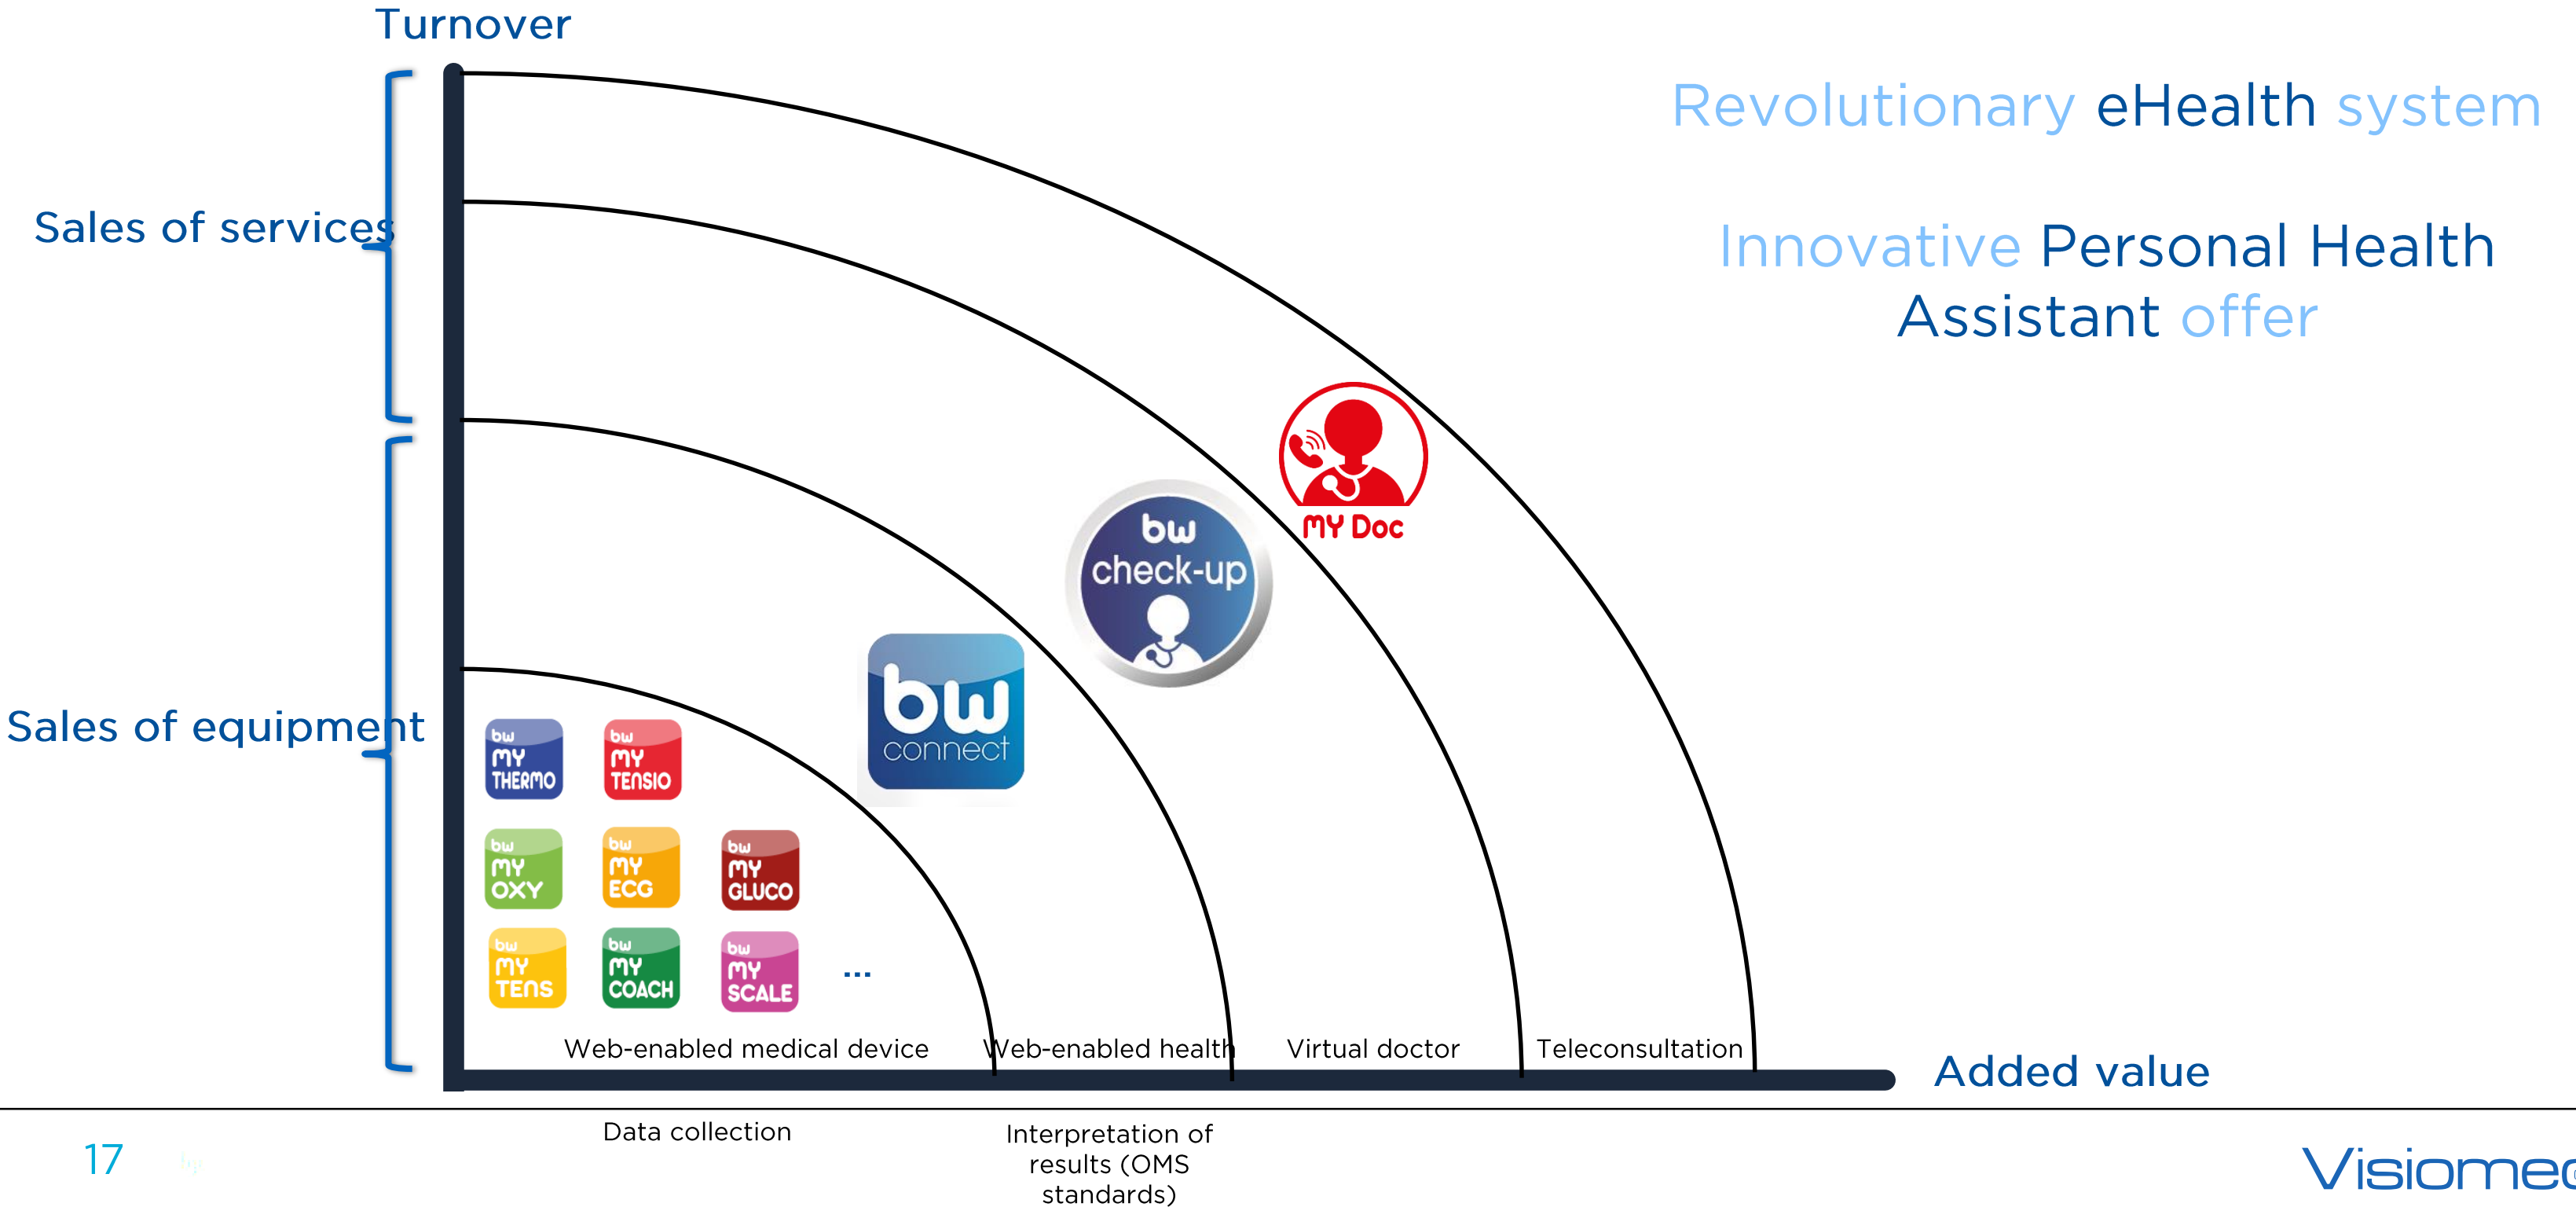 Turnover
Revolutionary eHealth system
Sales of services
Innovative Personal Health
Assistant offer
MY Doc
bw
check-up
bw
connect
Sales of equipment
bw
MY
THERMO
bw
MY
TENSIO
bw
MY
OXY
bw
MY
ECG
bw
MY
GLUCO
bw
MY
TENS
bw
MY
COACH
bw
MY
SCALE
...
Web-enabled medical device
Web-enabled health
Virtual doctor
Teleconsultation
Added value
Data collection
Interpretation of
results (OMS
standards)
17
Visiomed